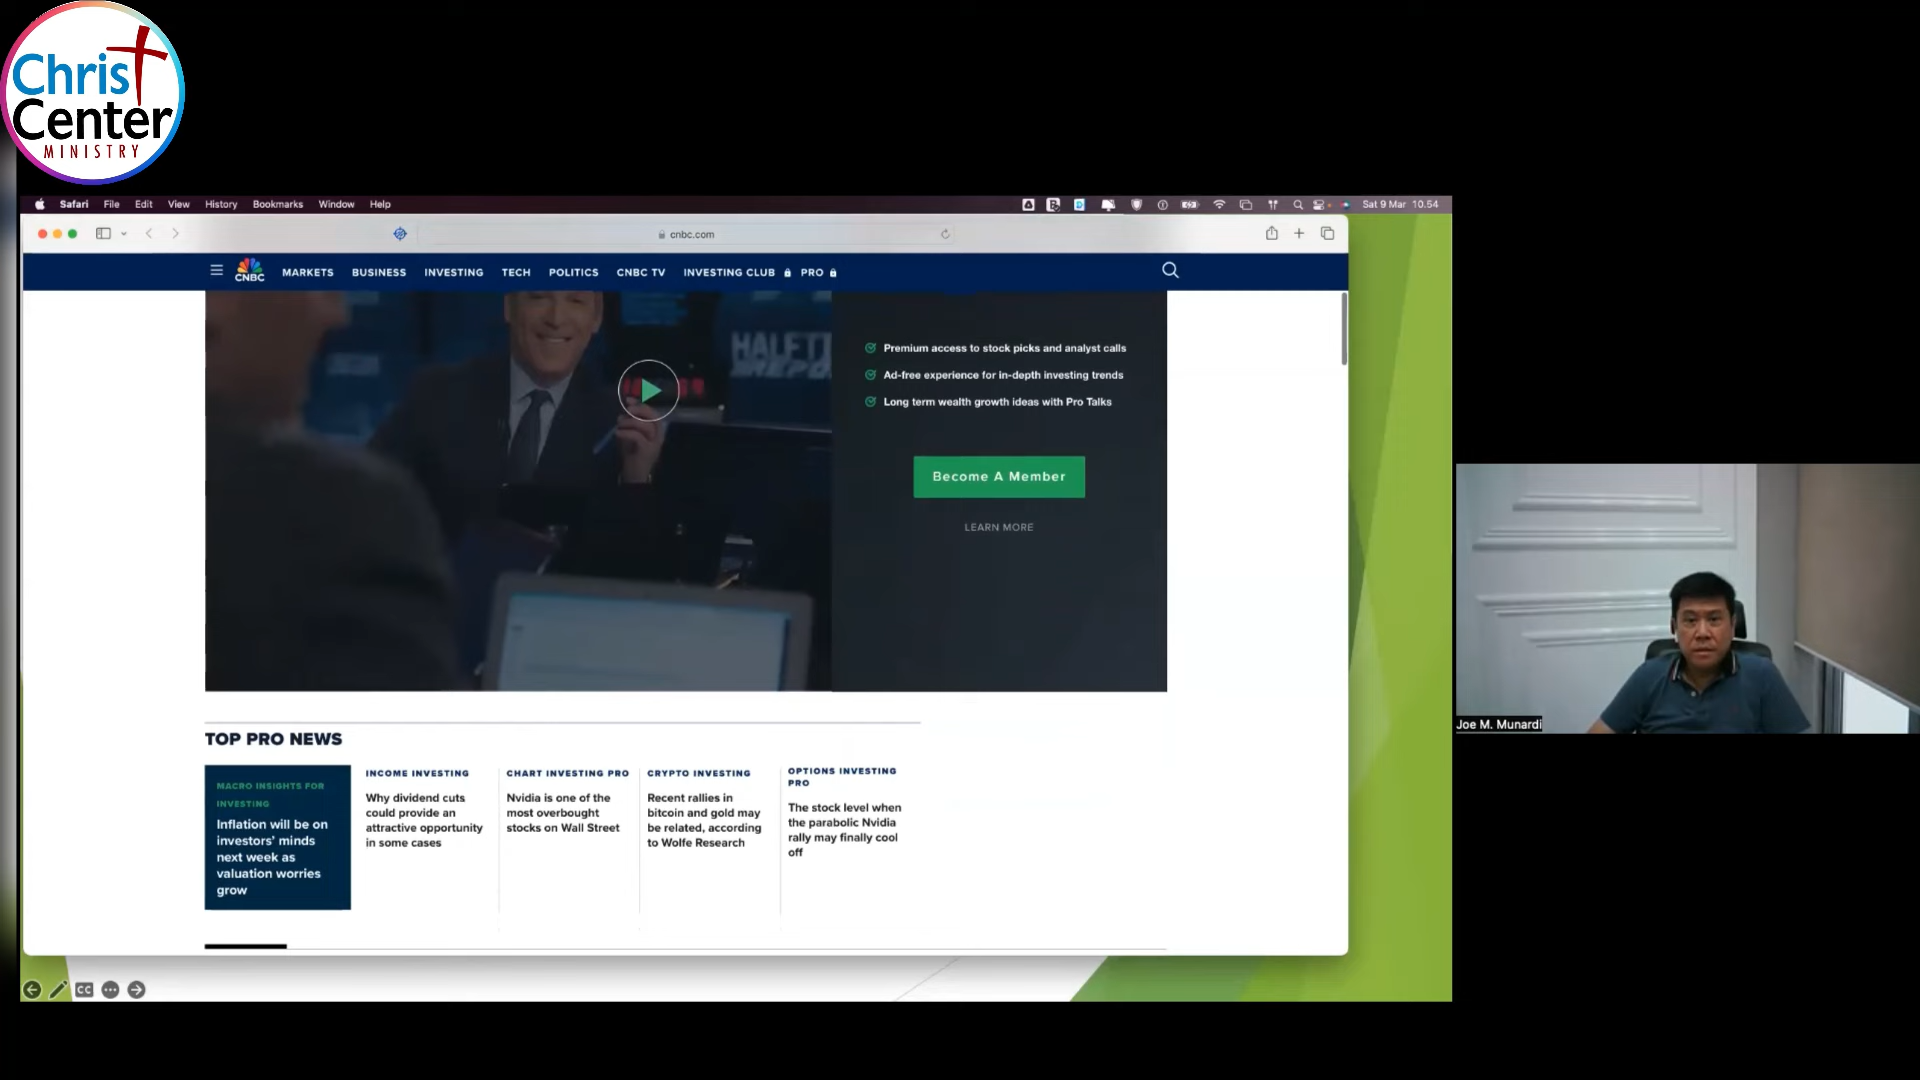 Christ
Center
MINISTRY
Safari File Edit View History Bookmarks Window Help
Sat 9 Mar 10.54
cnbc.com
CNBC MARKETS BUSINESS INVESTING TECH POLITICS CNBC TV INVESTING CLUB PRO
Premium access to stock picks and analyst calls
Ad-free experience for in-depth investing trends
Long term wealth growth ideas with Pro Talks
Become A Member
LEARN MORE
TOP PRO NEWS
MACRO INSIGHTS FOR
INVESTING
Inflation will be on
investors' minds
next week as
valuation worries
grow
INCOME INVESTING
Why dividend cuts
could provide an
attractive opportunity
in some cases
CHART INVESTING PRO
Nvidia is one of the
most overbought
stocks on Wall Street
CRYPTO INVESTING
Recent rallies in
bitcoin and gold may
be related, according
to Wolfe Research
OPTIONS INVESTING
PRO
The stock level when
the parabolic Nvidia
rally may finally cool
off
CC
Joe M. Munardi